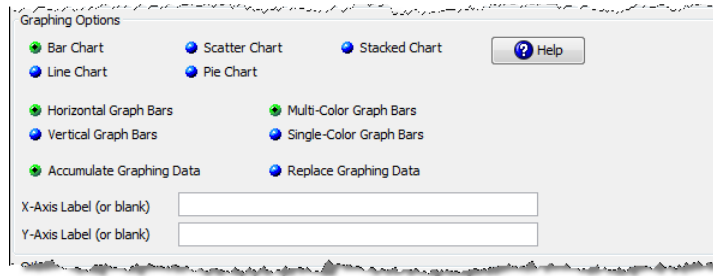 Graphing Options
Bar Chart Scatter Chart Stacked Chart Help
Line Chart Pie Chart
Horizontal Graph Bars Multi-Color Graph Bars
Vertical Graph Bars Single-Color Graph Bars
Accumulate Graphing Data Replace Graphing Data
X-Axis Label (or blank)
Y-Axis Label (or blank)